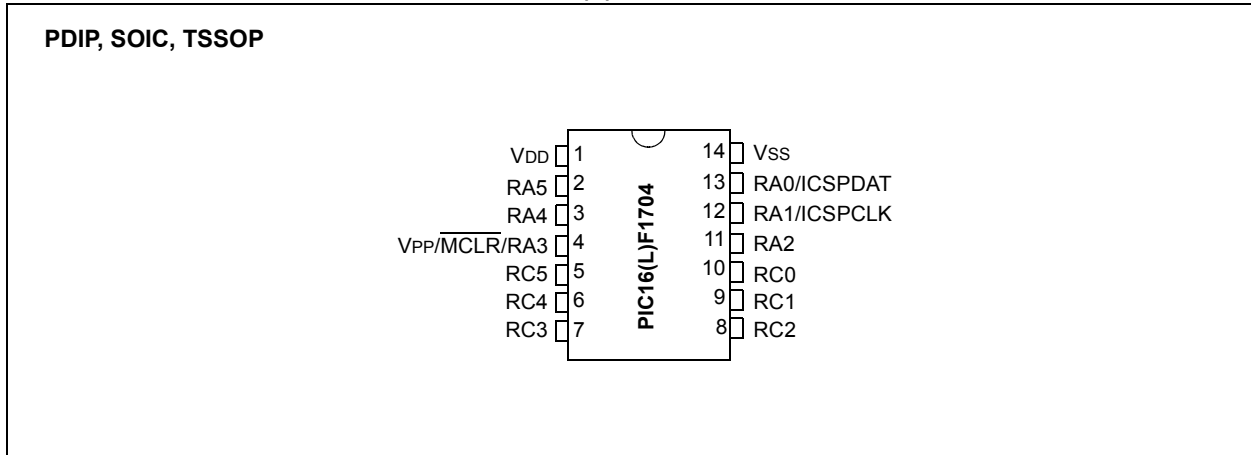 PDIP, SOIC, TSSOP
VDD 1 14 VSS
RA5 2 13 RA0/ICSPDAT
RA4 3 12 RA1/ICSPCLK
VPP/MCLR/RA3 4 11 RA2
RC5 5 10 RC0
RC4 6 9 RC1
RC3 7 8 RC2
PIC16(L)F1704